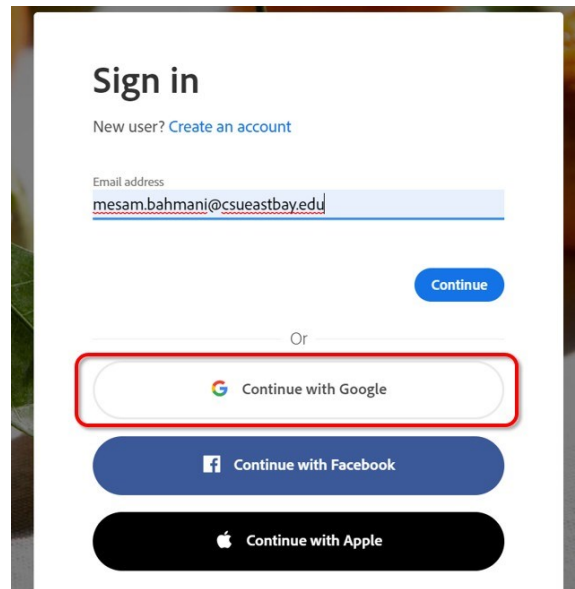 Sign in
New user? Create an account
Email address
mesam.bahmani@csueastbay.edu
Continue
Or
Continue with Google
Continue with Facebook
Continue with Apple